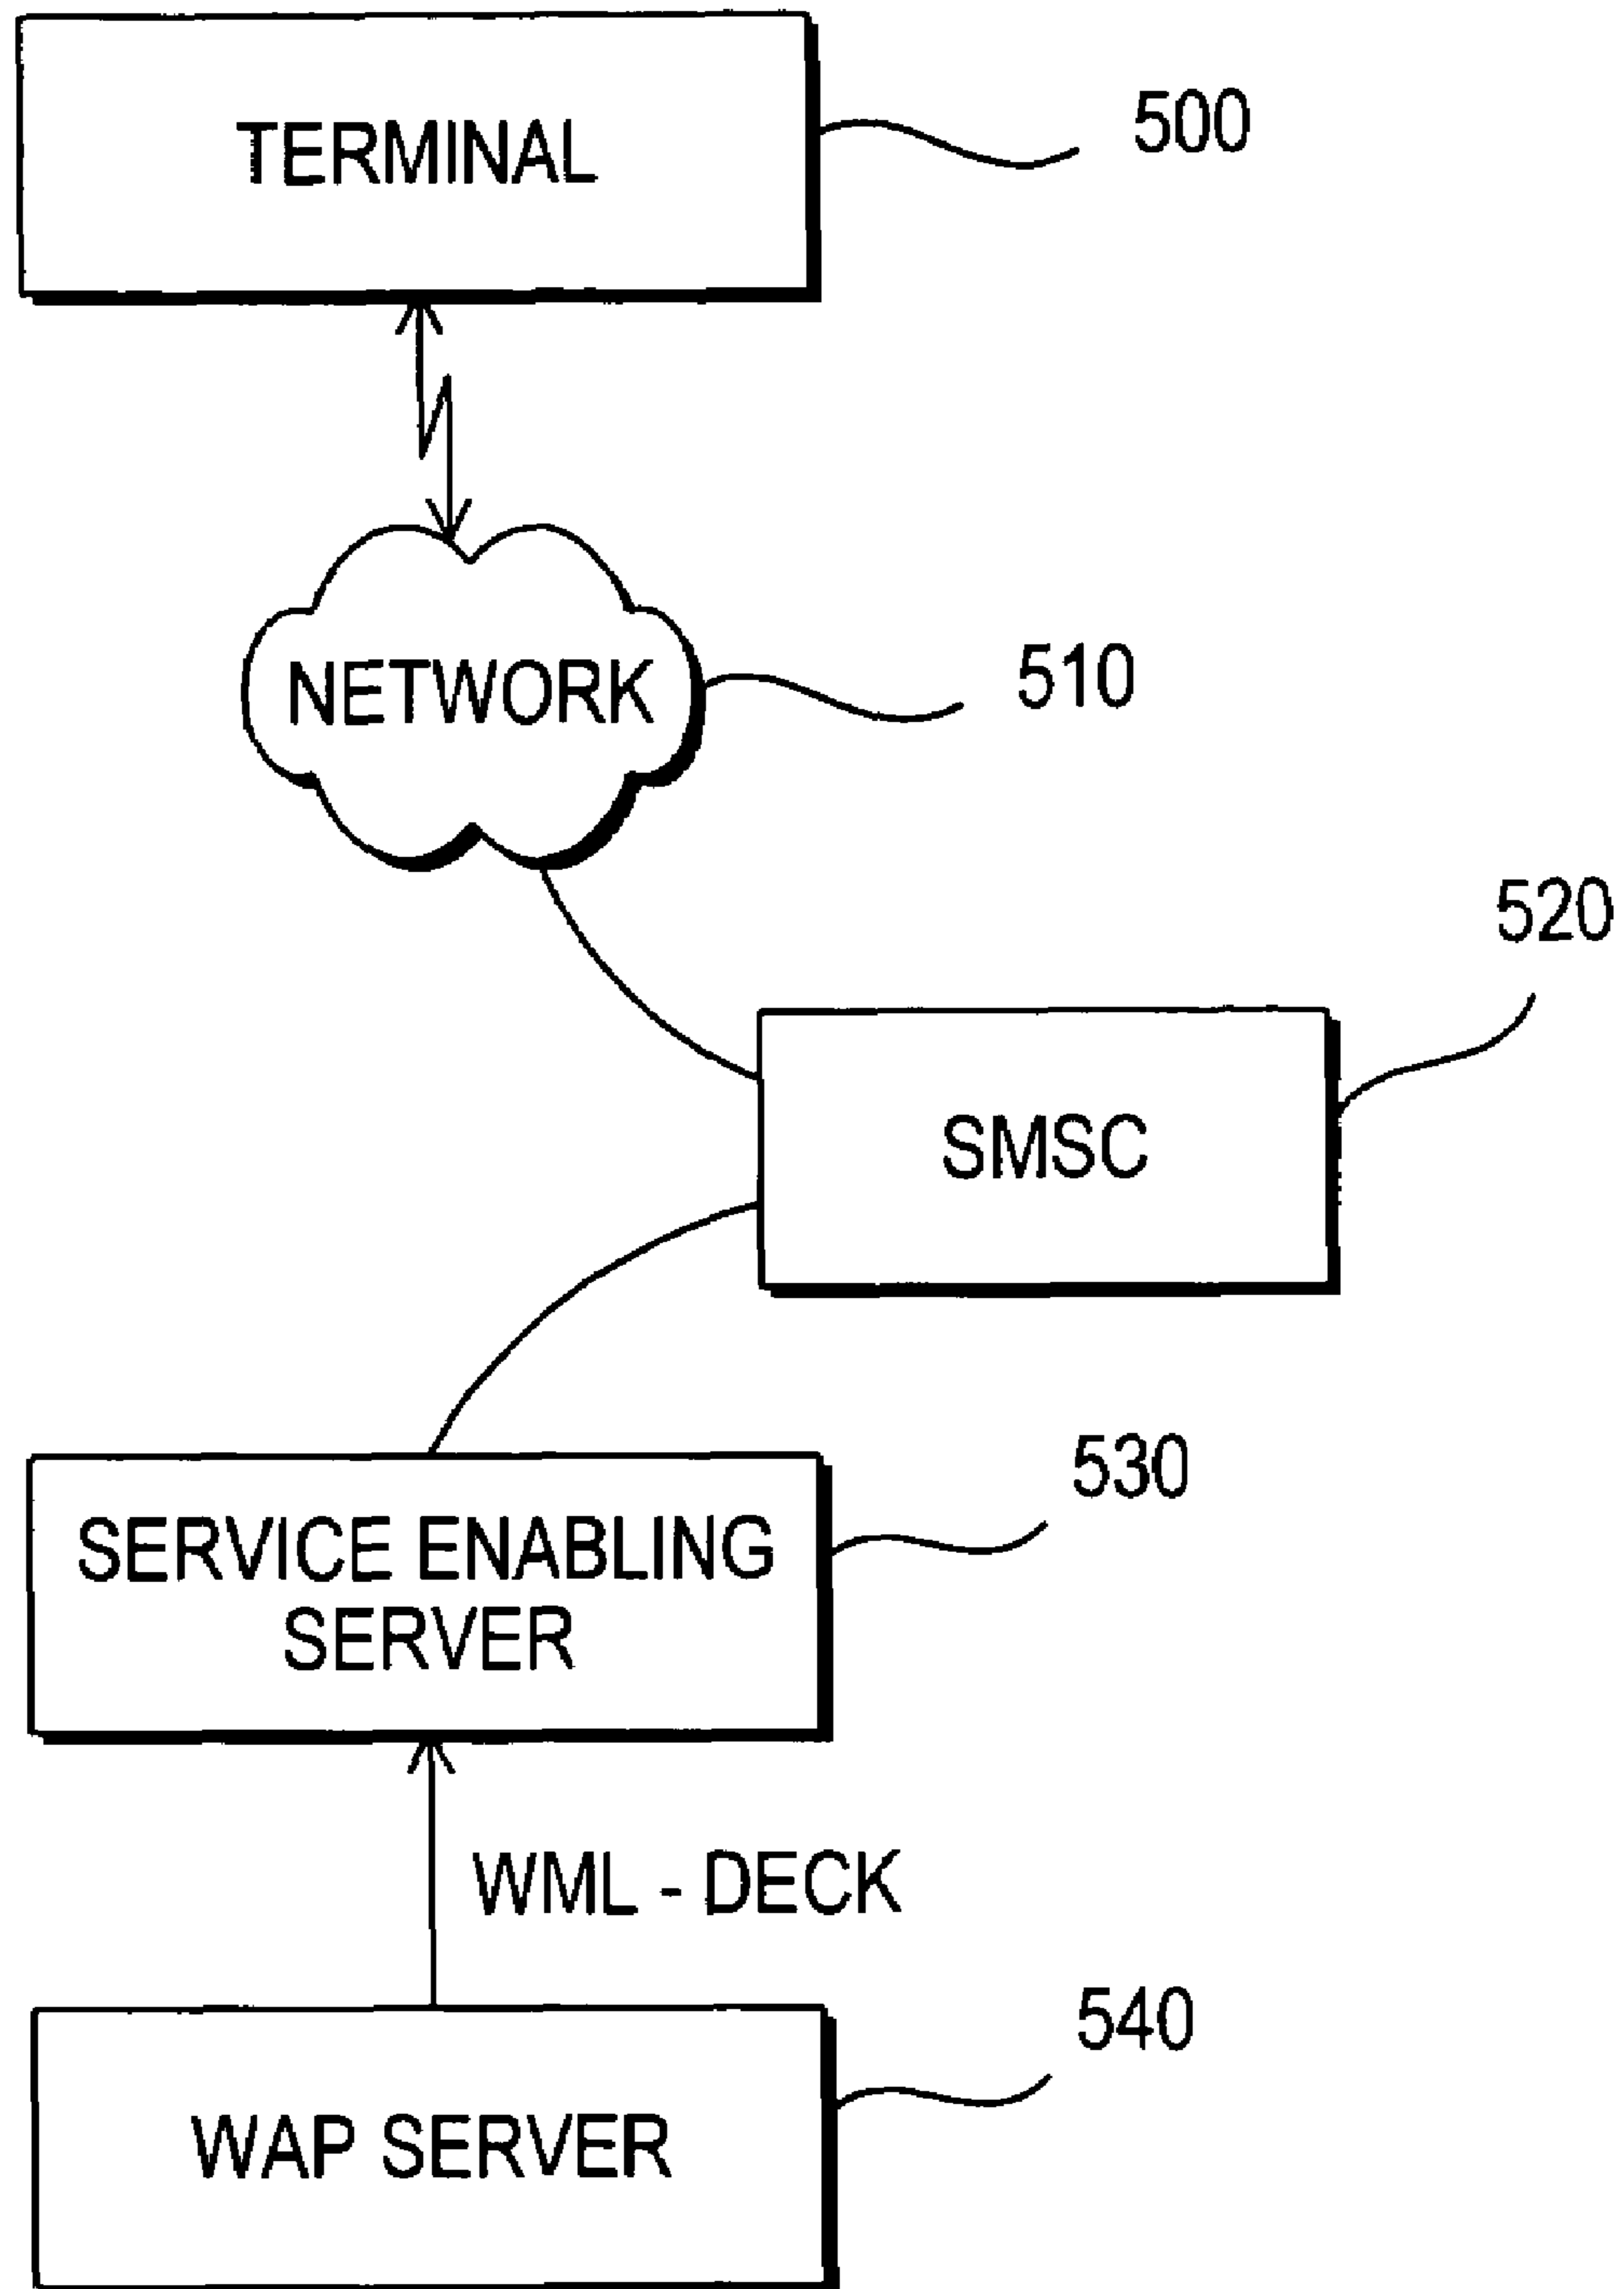 TERMINAL
500
NETWORK
510
520
SMSC
530
SERVICE ENABLING
SERVER
WML - DECK
540
WAP SERVER